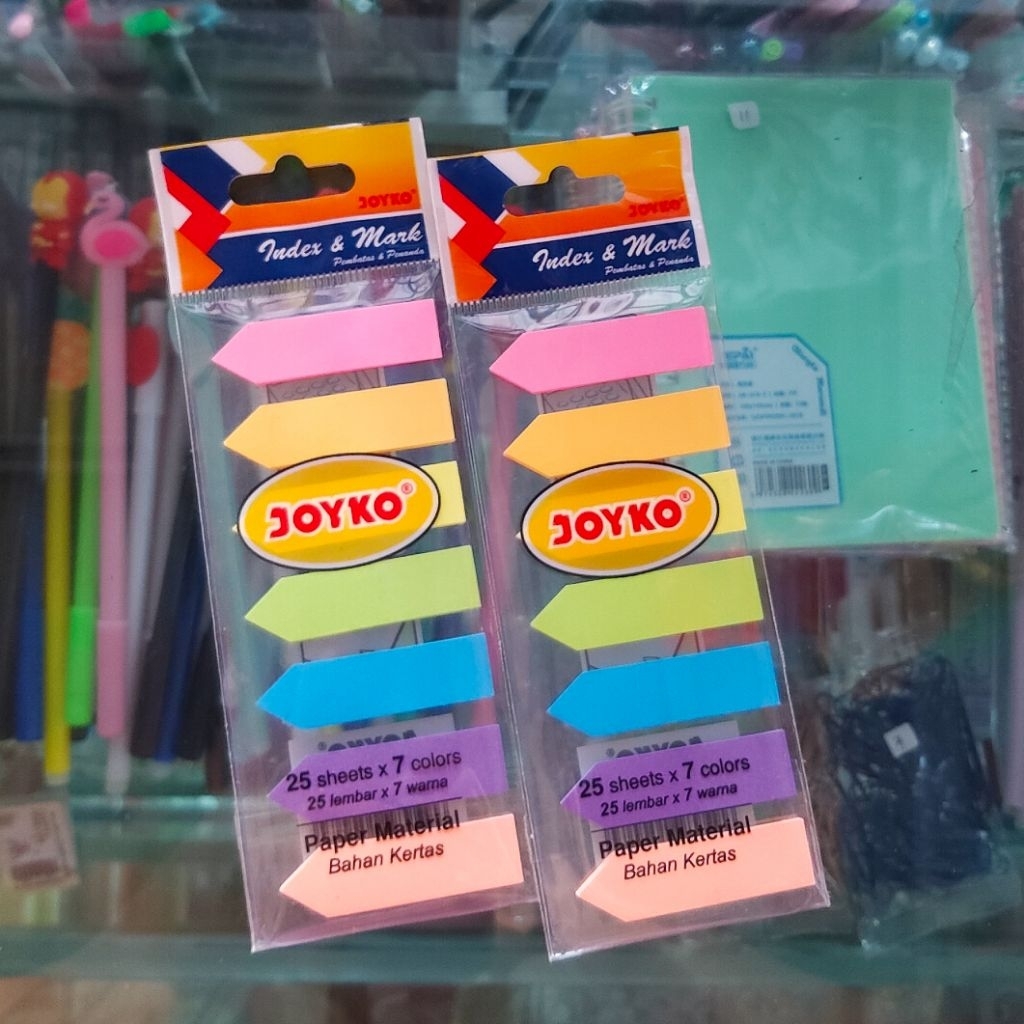 JOYKO®
Index & Mark
Pembatas & Penanda
JOYKO®
25 sheets x 7 colors
25 lembar x 7 warna
Paper Material
Bahan Kertas
JOYKO®
Index & Mark
Pembatas & Penanda
JOYKO®
25 sheets x 7 colors
25 lembar x 7 warna
Paper Material
Bahan Kertas